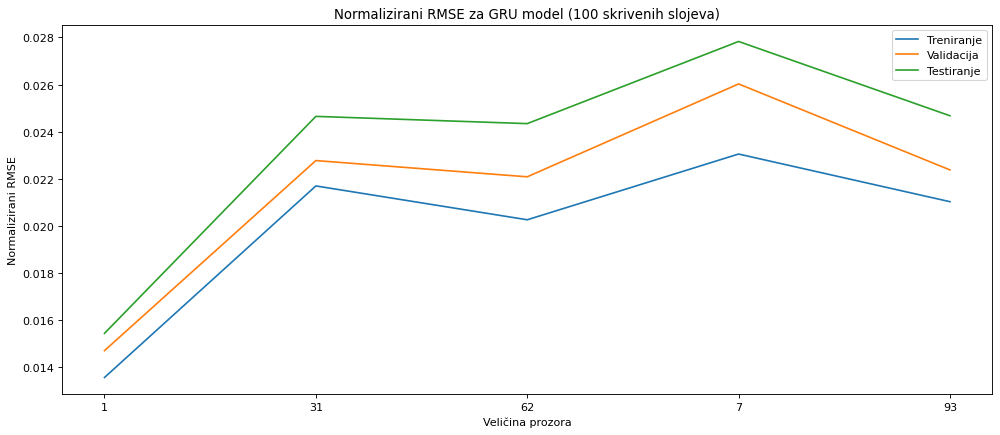 Normalizirani RMSE za GRU model (100 skrivenih slojeva)
Normalizirani RMSE
0.028
0.026
0.024
0.022
0.020
0.018
0.016
0.014
Treniranje
Validacija
Testiranje
1 31 62 7 93
Veličina prozora